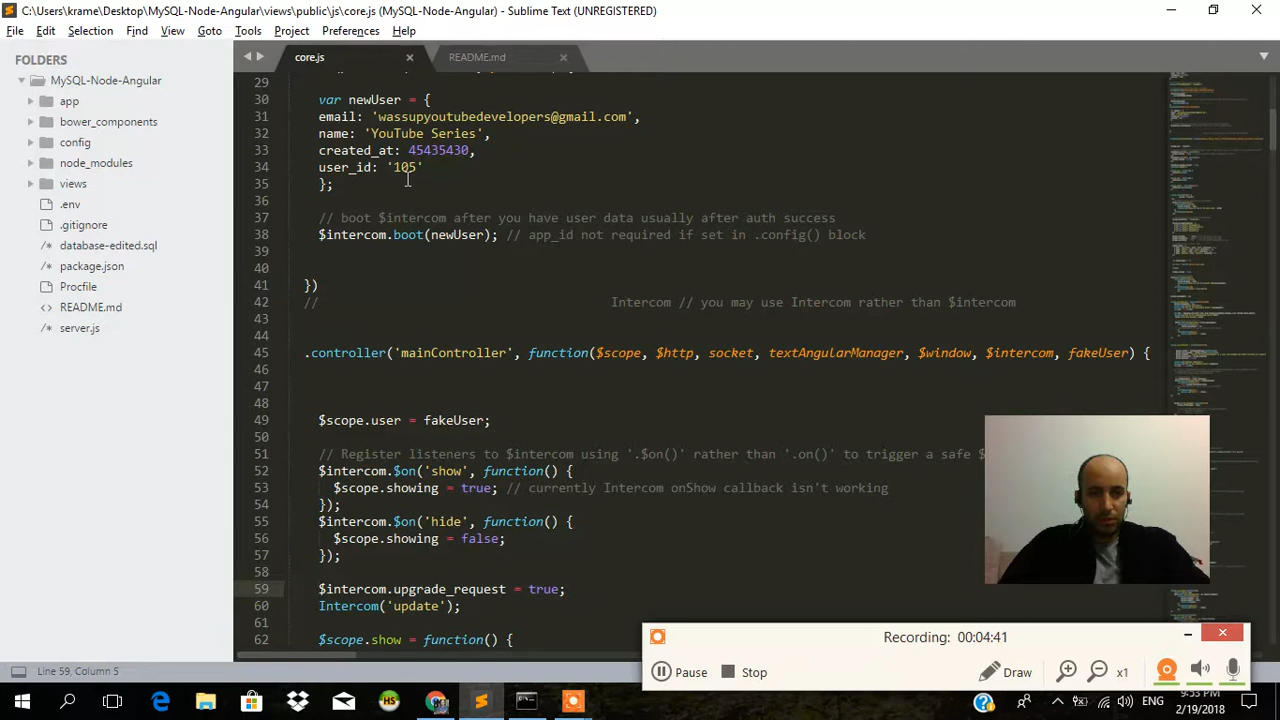 C:\Users\krame\Desktop\MySQL-Node-Angular\views\public\js\core.js (MySQL-Node-Angular) - Sublime Text (UNREGISTERED)
File Edit Selection Find View Goto Tools Project Preferences Help
FOLDERS
MySQL-Node-Angular
app
bower_components
config
node_modules
views
.env
.gitignore
database-edited.sql
package.json
Procfile
README.md
server.js
core.js README.md
29
30 var newUser = {
31 email: 'wassupyoutubedevelopers@gmail.com',
32 name: 'YouTube Series',
33 created_at: 45435430,
34 user_id: '105'
35 };
36
37 // boot $intercom after you have user data usually after auth success
38 $intercom.boot(newUser); // app_id not required if set in .config() block
39
40
41 })
42 // Intercom // you may use Intercom rather than $intercom
43
44
45 .controller('mainController', function($scope, $http, socket, textAngularManager, $window, $intercom, fakeUser) {
46
47
48
49 $scope.user = fakeUser;
50
51 // Register listeners to $intercom using '.$on()' rather than '.on()' to trigger a safe $
52 $intercom.$on('show', function() {
53 $scope.showing = true; // currently Intercom onShow callback isn't working
54 });
55 $intercom.$on('hide', function() {
56 $scope.showing = false;
57 });
58
59 $intercom.upgrade_request = true;
60 Intercom('update');
61
62 $scope.show = function() {
Recording: 00:04:41
Pause Stop Draw x1
Line 59, Column 5
ENG
9:53 PM
2/19/2018